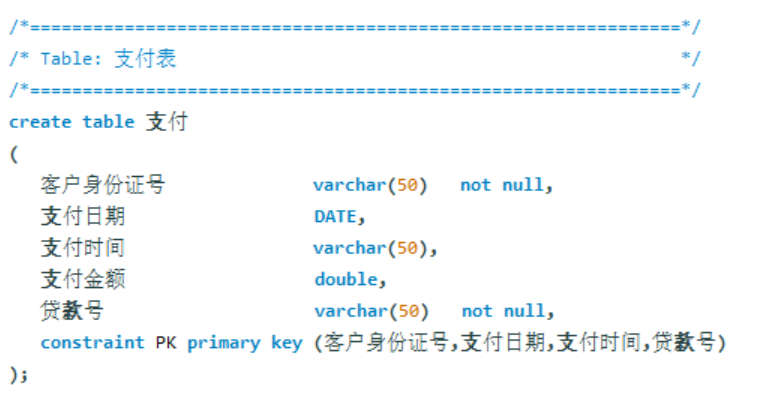 /*==============================================================*/
/* Table: 支付表                                                */
/*==============================================================*/
create table 支付
(
   客户身份证号              varchar(50)   not null,
   支付日期                  DATE,
   支付时间                  varchar(50),
   支付金额                  double,
   贷款号                    varchar(50)   not null,
   constraint PK primary key (客户身份证号,支付日期,支付时间,贷款号)
);